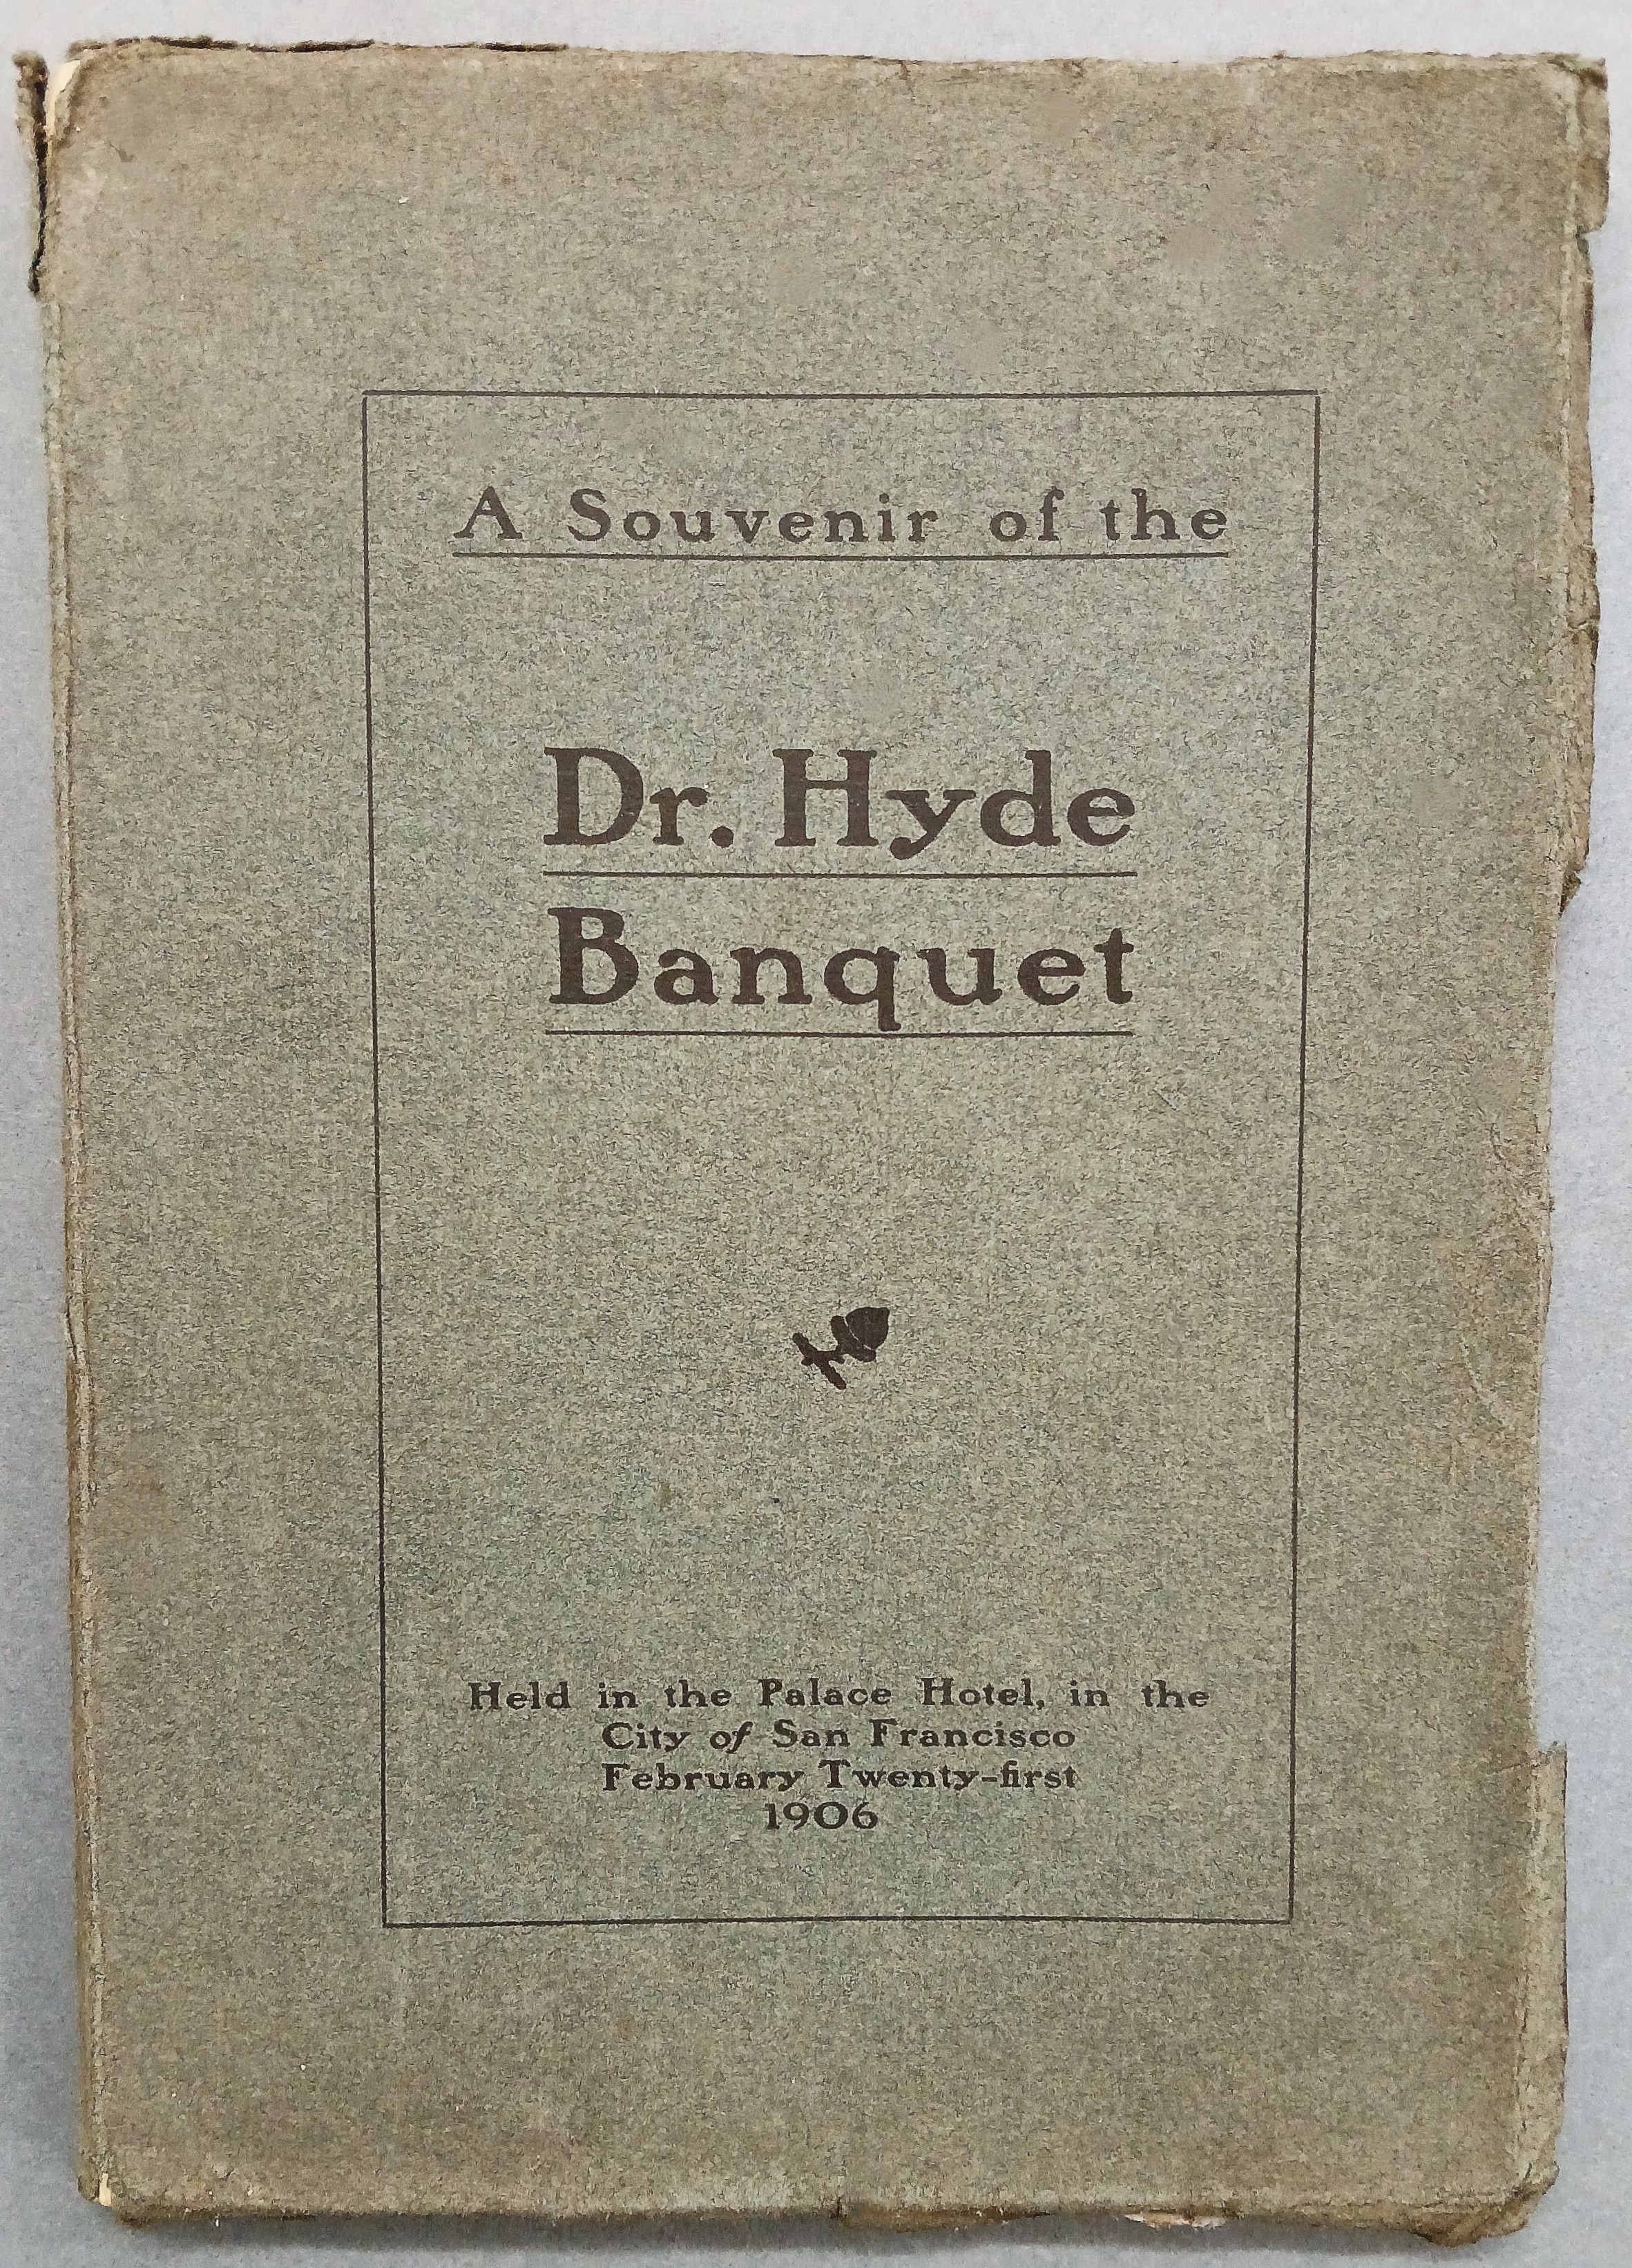 A Souvenir of the
Dr. Hyde
Banquet
Held in the Palace Hotel, in the
City of San Francisco
February Twenty-first
1906